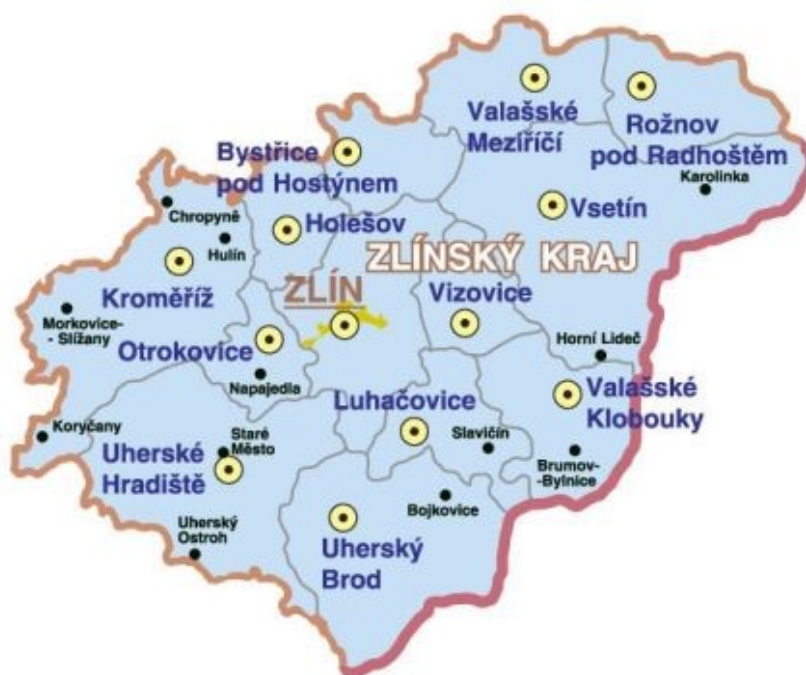 Valašské
Meziříčí
Rožnov
pod Radhoštěm
Karolinka
Bystřice
pod Hostýnem
Chropyně
Holešov
Vsetín
Hulín
ZLÍNSKÝ KRAJ
Kroměříž
ZLÍN
Vizovice
Morkovice-
- Slížany
Otrokovice
Horní Lideč
Napajedla
Valašské
Klobouky
Luhačovice
Koryčany
Staré
Město
Slavičín
Uherské
Hradiště
Brumov-
-Bylnice
Bojkovice
Uherský
Ostroh
Uherský
Brod